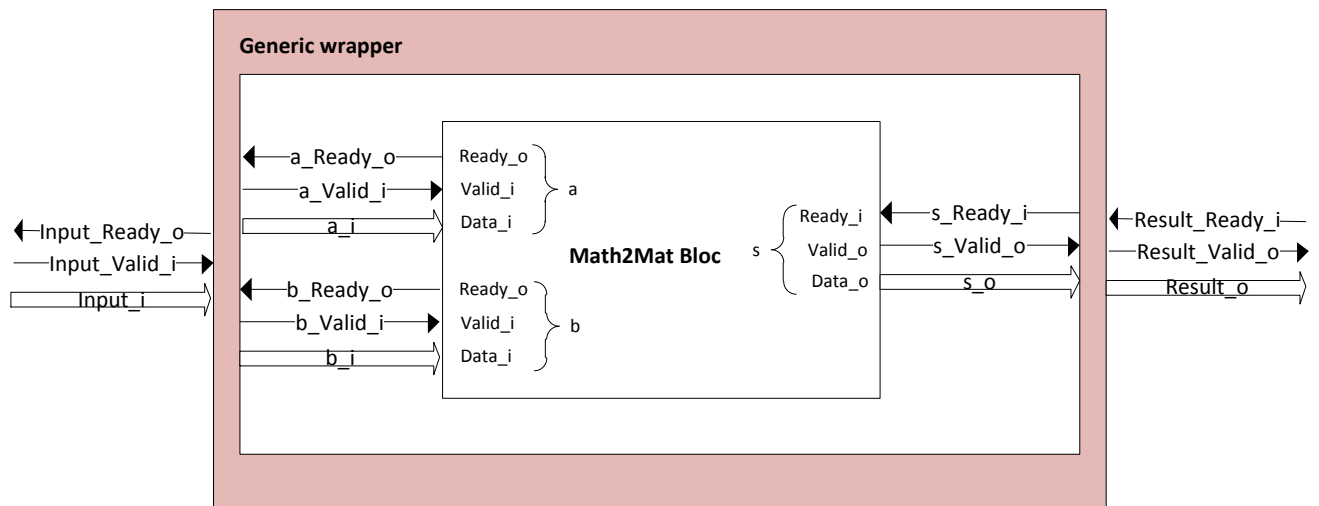 Generic wrapper
Input_Ready_o
Input_Valid_i
Input_i
a_Ready_o
a_Valid_i
a_i
b_Ready_o
b_Valid_i
b_i
Ready_o
Valid_i
Data_i
a
Ready_o
Valid_i
Data_i
b
Math2Mat Bloc
s
Ready_i
Valid_o
Data_o
s_Ready_i
s_Valid_o
s_o
Result_Ready_i
Result_Valid_o
Result_o